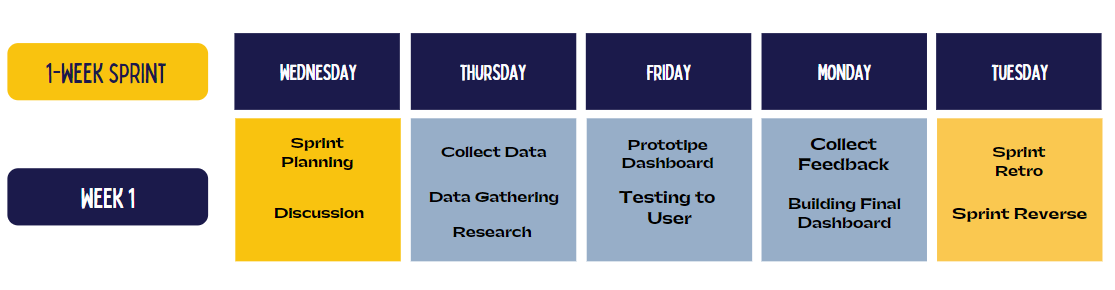 1-WEEK SPRINT
WEDNESDAY
THURSDAY
FRIDAY
MONDAY
TUESDAY
WEEK 1
Sprint
Planning
Discussion
Collect Data
Data Gathering
Research
Prototipe
Dashboard
Testing to
User
Collect
Feedback
Building Final
Dashboard
Sprint
Retro
Sprint Reverse